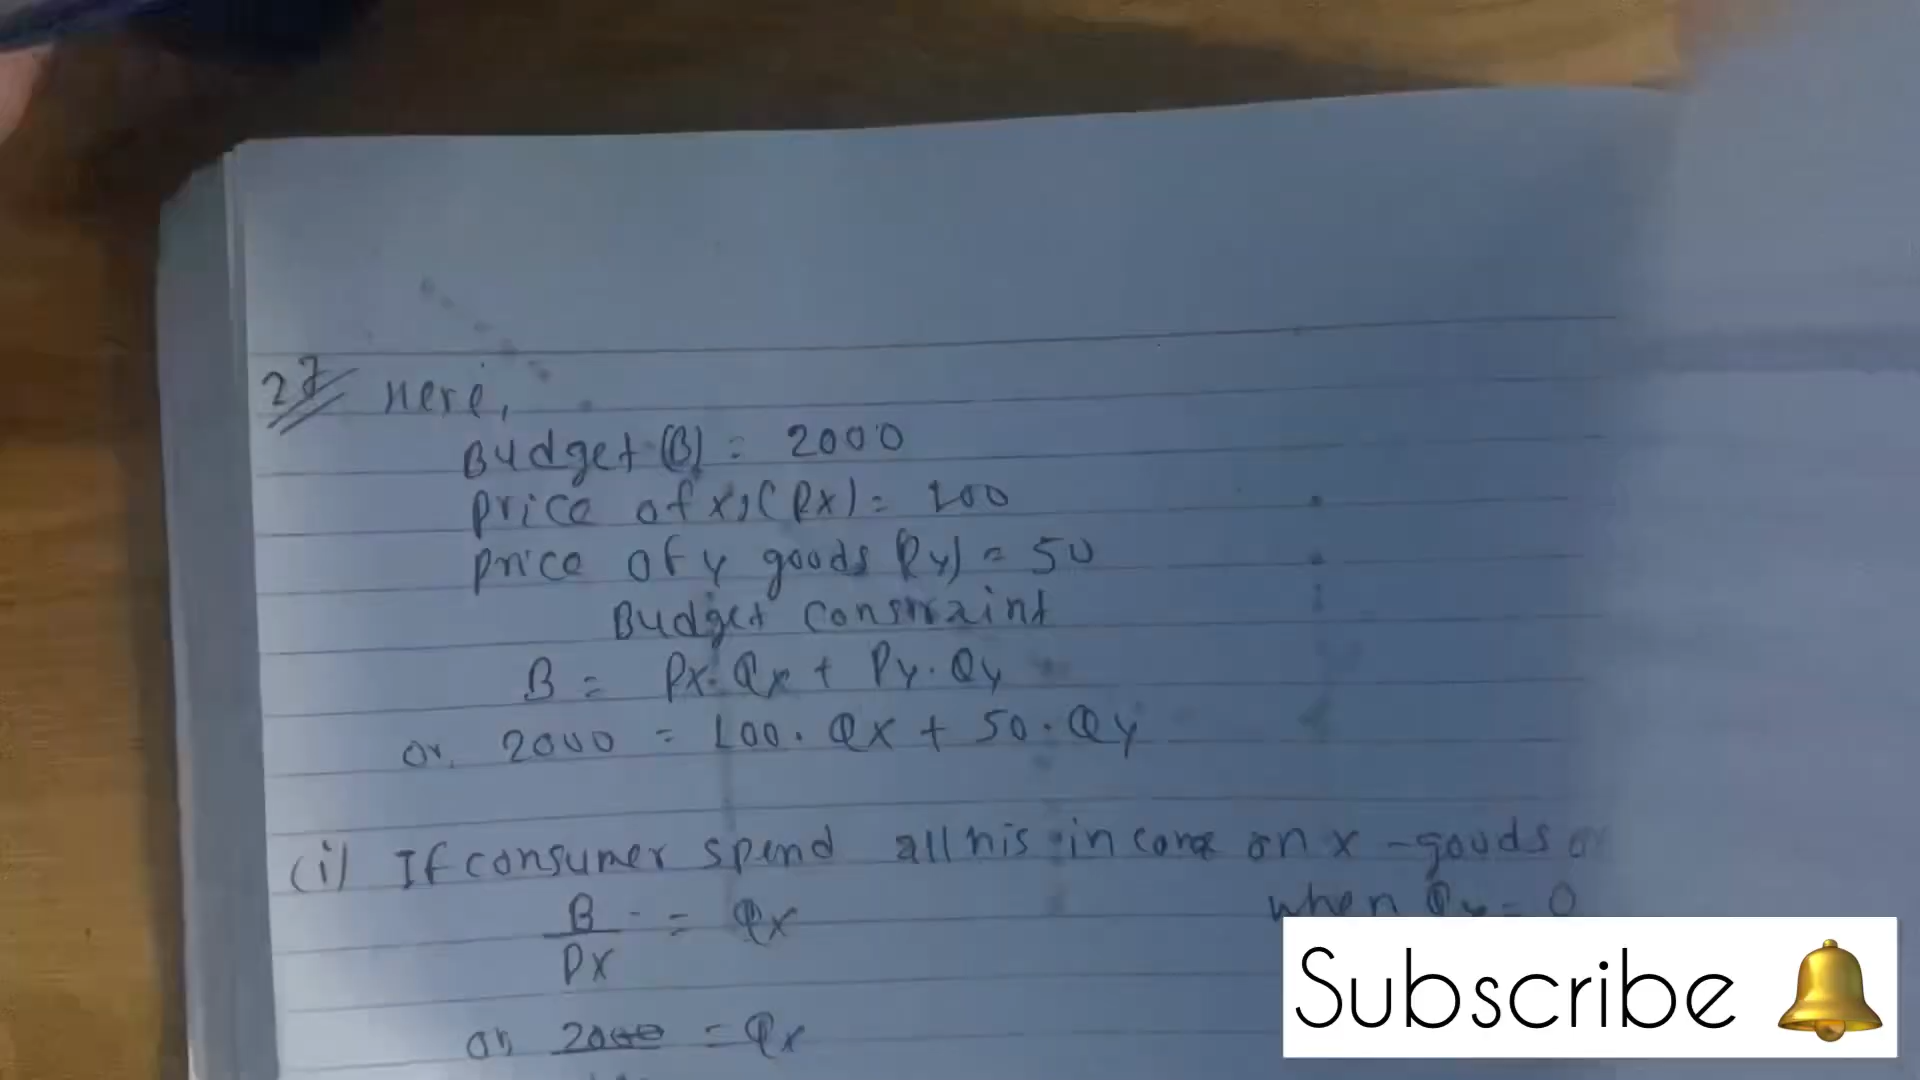 27 Here,
Budget (B) = 2000
price of x, (Px) = 100
price of y goods Py) = 50
Budget constraint
B = Px. Qx + Py. Qy
or, 2000 = 100. Qx + 50. Qy
(i) If consumer spend all his income on x-goods
B/Px = Qx when Qy = 0
or, 2000 = Qx
Subscribe